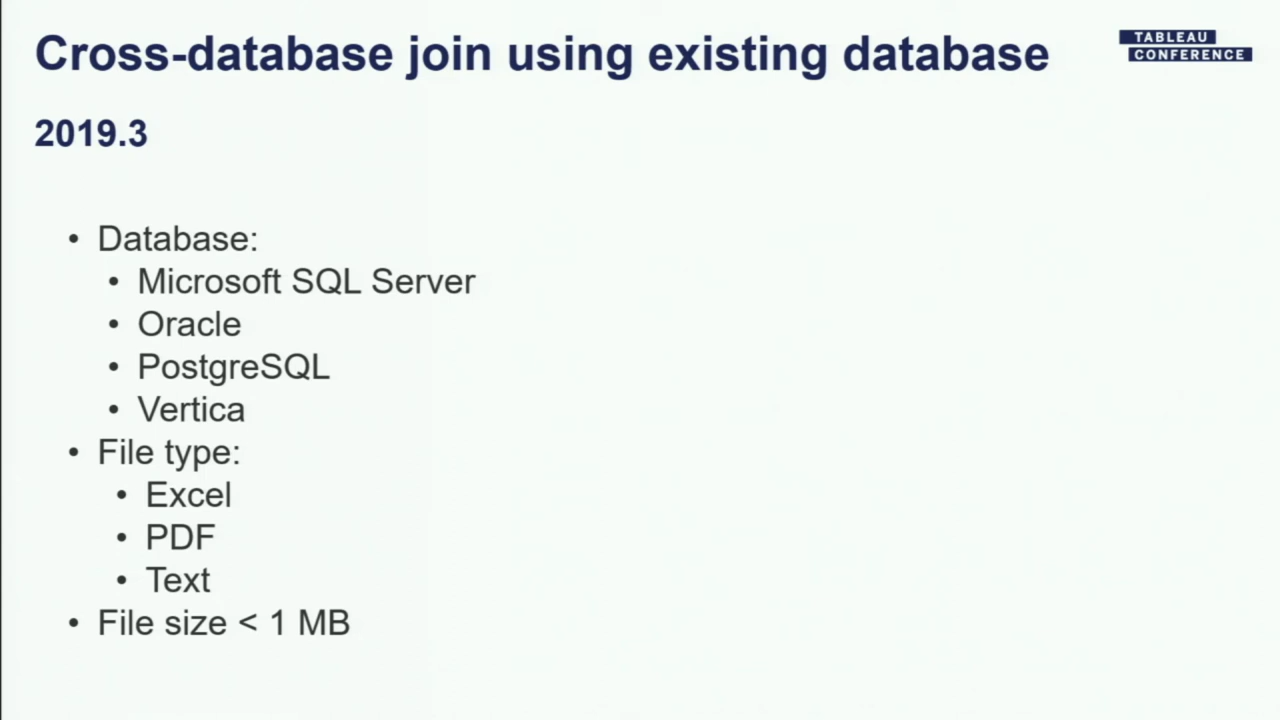 Cross-database join using existing database
TABLEAU
CONFERENCE
2019.3
• Database:
• Microsoft SQL Server
• Oracle
• PostgreSQL
• Vertica
• File type:
• Excel
• PDF
• Text
• File size < 1 MB